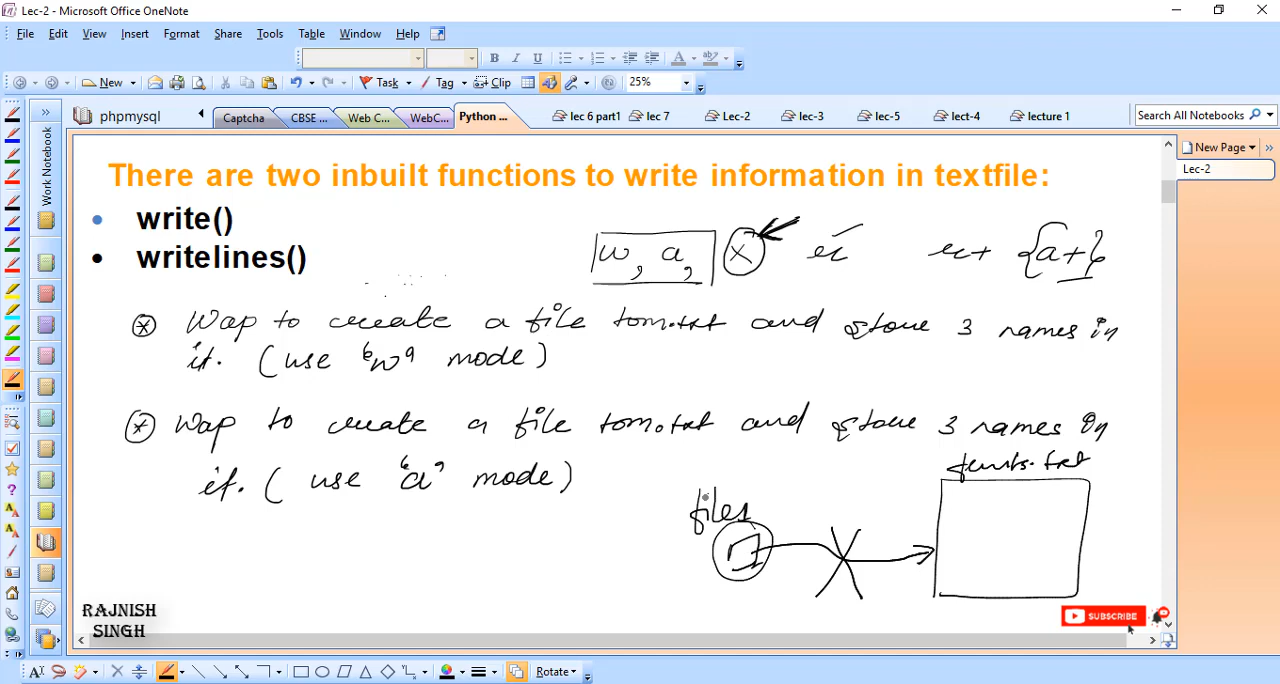 Lec-2 - Microsoft Office OneNote
File Edit View Insert Format Share Tools Table Window Help
B I U A ab
New Task Tag Clip 25%
phpmysql Captcha CBSE ... Web C... WebC... Python ... lec 6 part1 lec 7 Lec-2 lec-3 lec-5 lect-4 lecture 1 Search All Notebooks
New Page
Lec-2
Work Notebook
There are two inbuilt functions to write information in textfile:
• write()
• writelines()
w, a, x r r+ {a+}
* Wap to create a file tom.txt and store 3 names in
it. (use 'w' mode)
* Wap to create a file tom.txt and store 3 names in
it. (use 'a' mode)
files
RAJNISH
SINGH
SUBSCRIBE
Rotate